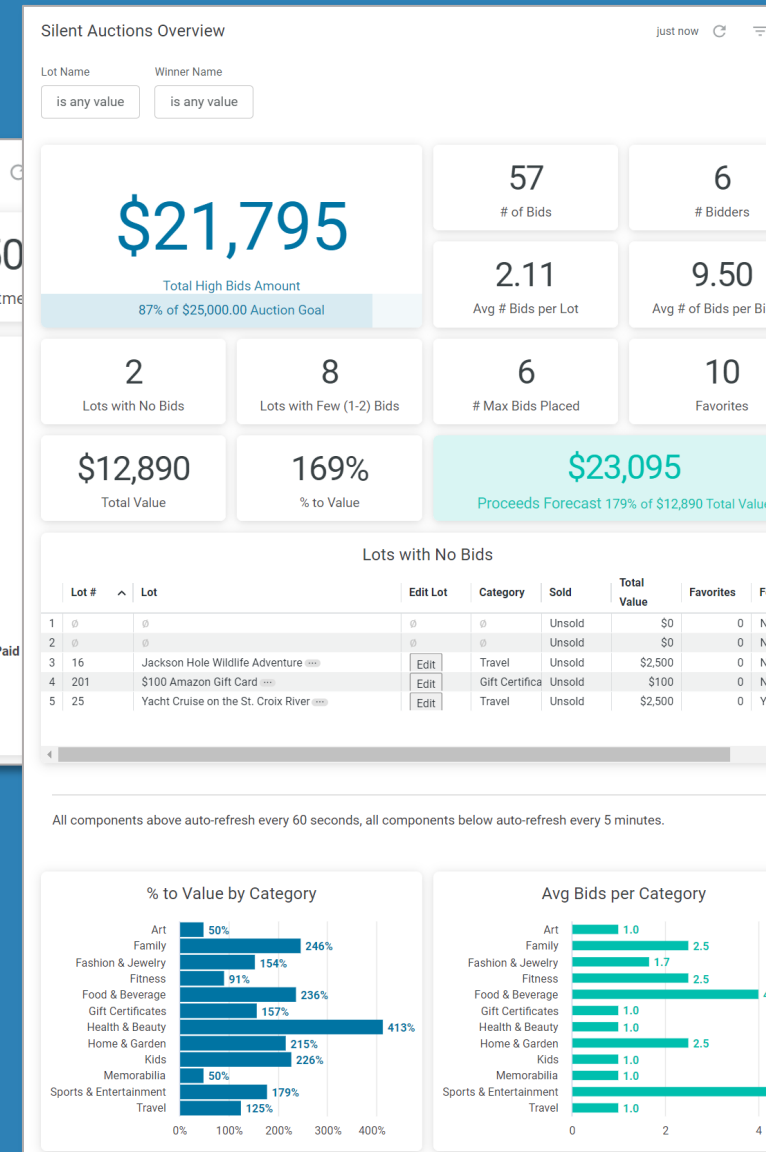 Silent Auctions Overview
just now
Lot Name Winner Name
is any value is any value
$21,795
Total High Bids Amount
87% of $25,000.00 Auction Goal
57
# of Bids
6
# Bidders
2.11
Avg # Bids per Lot
9.50
Avg # of Bids per
2
Lots with No Bids
8
Lots with Few (1-2) Bids
6
# Max Bids Placed
10
Favorites
$12,890
Total Value
169%
% to Value
$23,095
Proceeds Forecast 179% of $12,890 Total Value
Paid
Lots with No Bids
Lot # Lot Edit Lot Category Sold Total Value Favorites
1 ∅ ∅ ∅ ∅ Unsold $0 0 N
2 ∅ ∅ ∅ ∅ Unsold $0 0 N
3 16 Jackson Hole Wildlife Adventure Edit Travel Unsold $2,500 0 N
4 201 $100 Amazon Gift Card Edit Gift Certifica Unsold $100 0 N
5 25 Yacht Cruise on the St. Croix River Edit Travel Unsold $2,500 0 Y
All components above auto-refresh every 60 seconds, all components below auto-refresh every 5 minutes.
% to Value by Category
Art 50%
Family 246%
Fashion & Jewelry 154%
Fitness 91%
Food & Beverage 236%
Gift Certificates 157%
Health & Beauty 413%
Home & Garden 215%
Kids 226%
Memorabilia 50%
Sports & Entertainment 179%
Travel 125%
0% 100% 200% 300% 400%
Avg Bids per Category
Art 1.0
Family 2.5
Fashion & Jewelry 1.7
Fitness 2.5
Food & Beverage
Gift Certificates 1.0
Health & Beauty 1.0
Home & Garden 2.5
Kids 1.0
Memorabilia 1.0
Sports & Entertainment
Travel 1.0
0 2 4